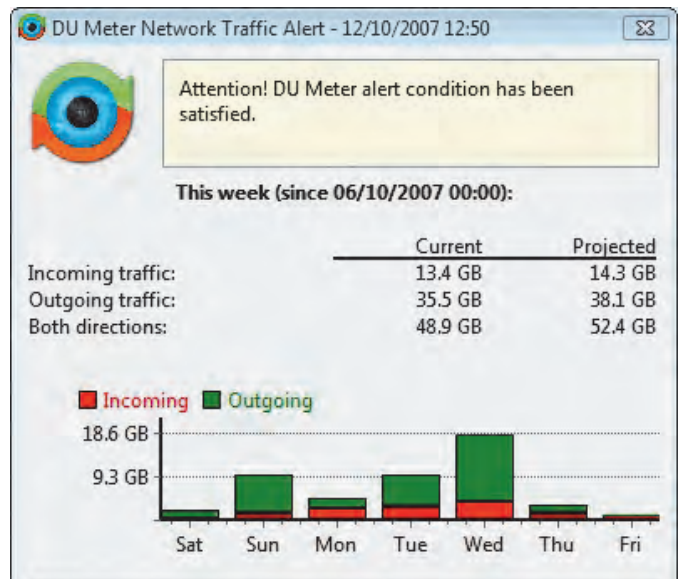 DU Meter Network Traffic Alert - 12/10/2007 12:50
Attention! DU Meter alert condition has been
satisfied.
This week (since 06/10/2007 00:00):
Current Projected
Incoming traffic: 13.4 GB 14.3 GB
Outgoing traffic: 35.5 GB 38.1 GB
Both directions: 48.9 GB 52.4 GB
Incoming Outgoing
18.6 GB
9.3 GB
Sat Sun Mon Tue Wed Thu Fri